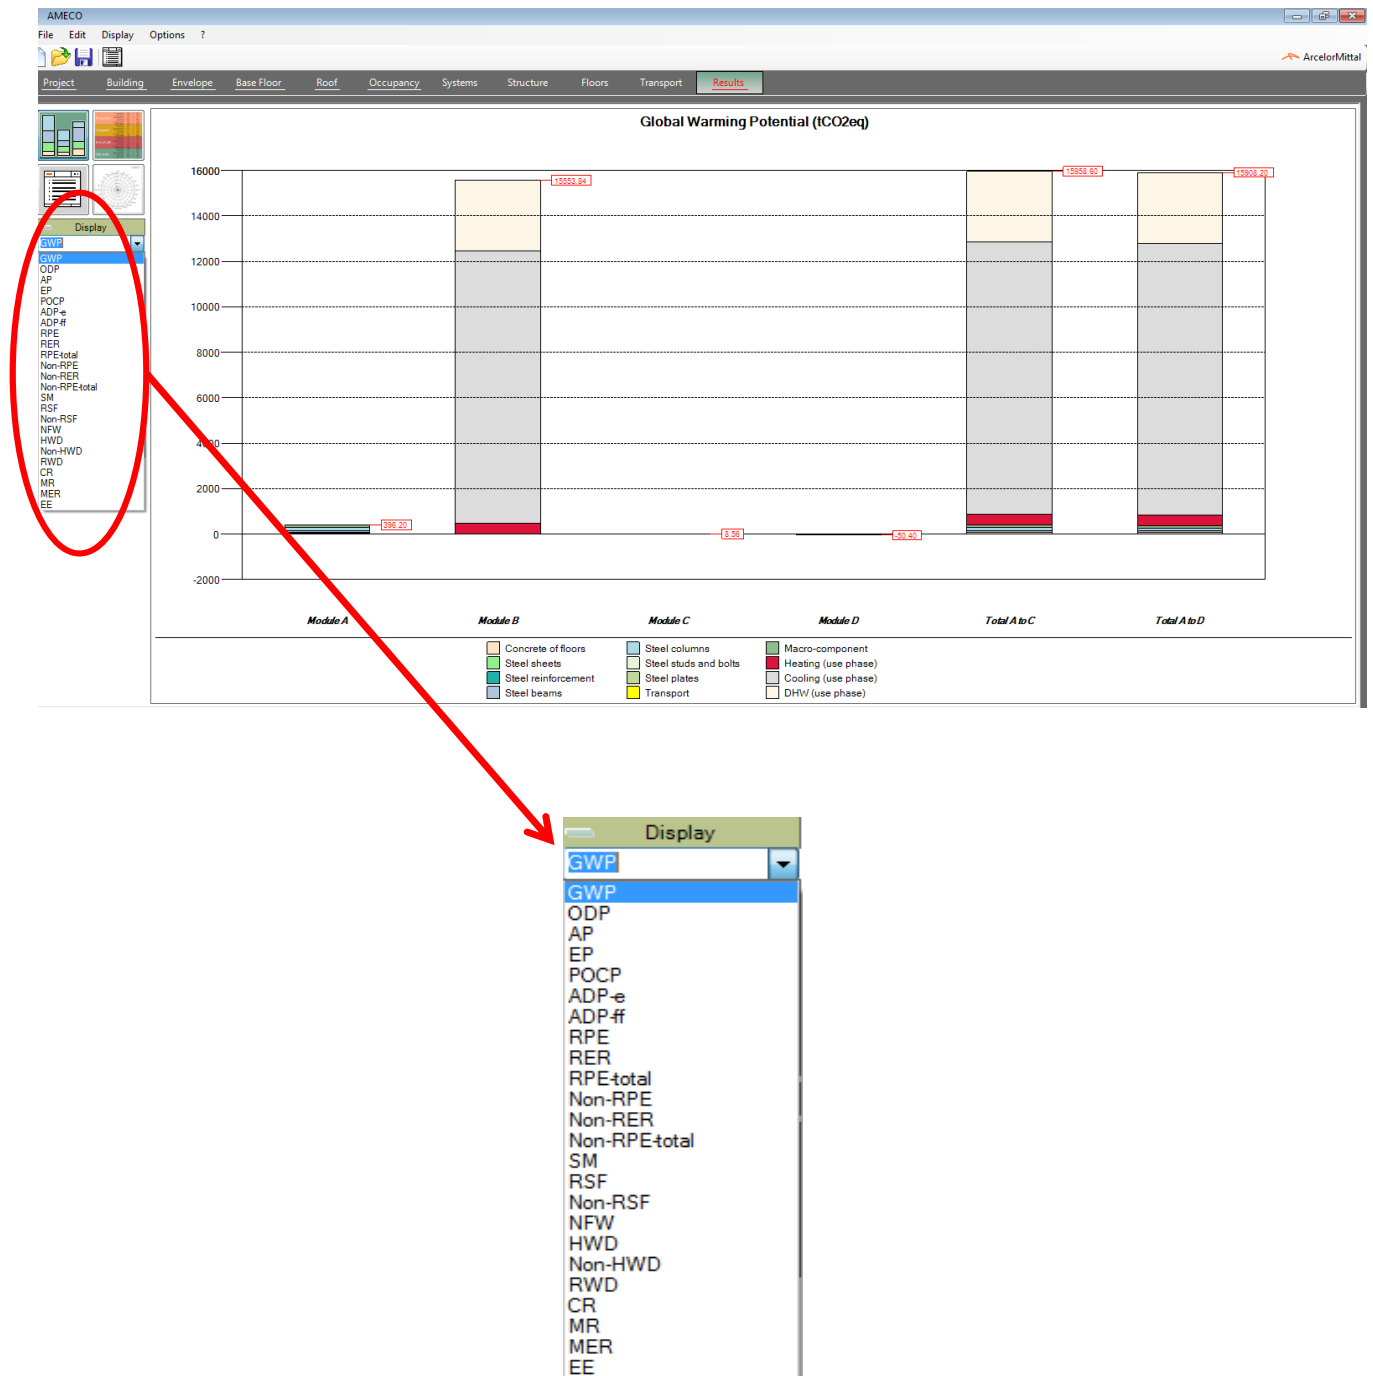 AMECO
File Edit Display Options ?
ArcelorMittal
Project Building Envelope Base Floor Roof Occupancy Systems Structure Floors Transport Results
Global Warming Potential (tCO2eq)
16000
14000
12000
10000
8000
6000
4000
2000
0
-2000
396.20
15553.84
8.56
-50.40
15958.60
15908.20
Module A Module B Module C Module D Total A to C Total A to D
Concrete of floors Steel columns Macro-component
Steel sheets Steel studs and bolts Heating (use phase)
Steel reinforcement Steel plates Cooling (use phase)
Steel beams Transport DHW (use phase)
Display
GWP
GWP
ODP
AP
EP
POCP
ADP-e
ADP-ff
RPE
RER
RPE-total
Non-RPE
Non-RER
Non-RPE-total
SM
RSF
Non-RSF
NFW
HWD
Non-HWD
RWD
CR
MR
MER
EE
Display
GWP
GWP
ODP
AP
EP
POCP
ADP-e
ADP-ff
RPE
RER
RPE-total
Non-RPE
Non-RER
Non-RPE-total
SM
RSF
Non-RSF
NFW
HWD
Non-HWD
RWD
CR
MR
MER
EE